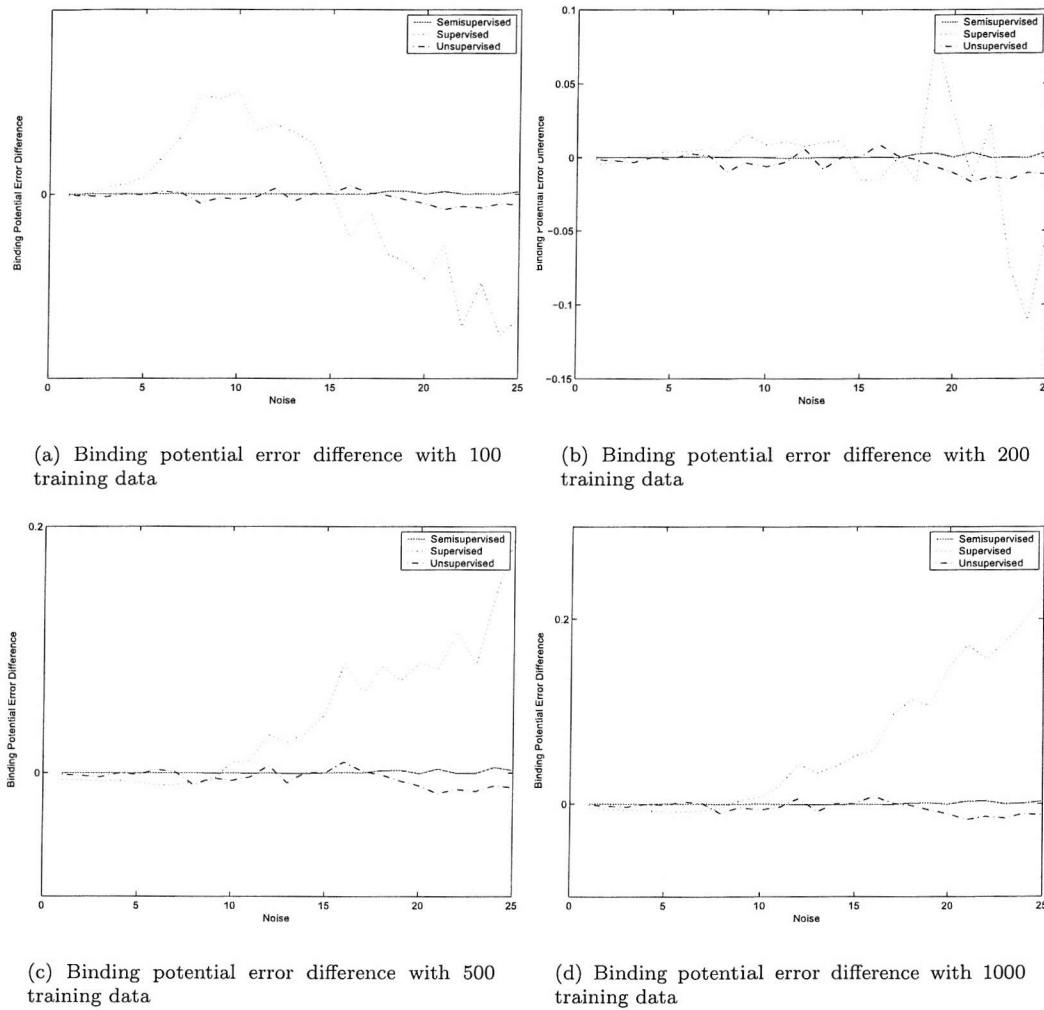 Semisupervised
Supervised
Unsupervised
Binding Potential Error Difference
0
0
5
10
15
20
25
Noise
0.1
0.05
0
−0.05
−0.1
−0.15
Semisupervised
Supervised
Unsupervised
Binding Potential Error Difference
0
5
10
15
20
Noise
(a) Binding potential error difference with 100
training data
(b) Binding potential error difference with 200
training data
0.2
0
Semisupervised
Supervised
Unsupervised
Binding Potential Error Difference
0
5
10
15
20
25
Noise
0.2
0
Semisupervised
Supervised
Unsupervised
Binding Potential Error Difference
0
5
10
15
20
25
Noise
(c) Binding potential error difference with 500
training data
(d) Binding potential error difference with 1000
training data